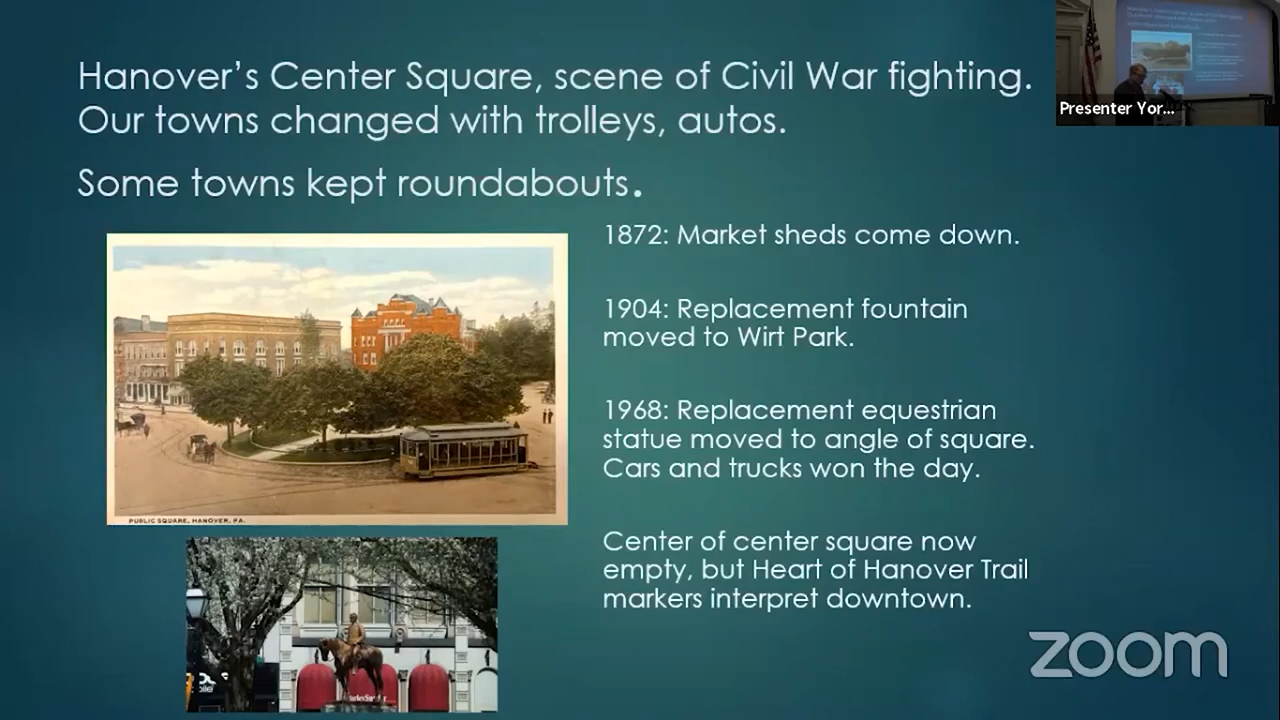 Hanover’s Center Square, scene of Civil War fighting.
Our towns changed with trolleys, autos.
Some towns kept roundabouts.
Presenter Yor...
1872: Market sheds come down.
1904: Replacement fountain
moved to Wirt Park.
1968: Replacement equestrian
statue moved to angle of square.
Cars and trucks won the day.
Center of center square now
empty, but Heart of Hanover Trail
markers interpret downtown.
PUBLIC SQUARE, HANOVER, PA.
zoom